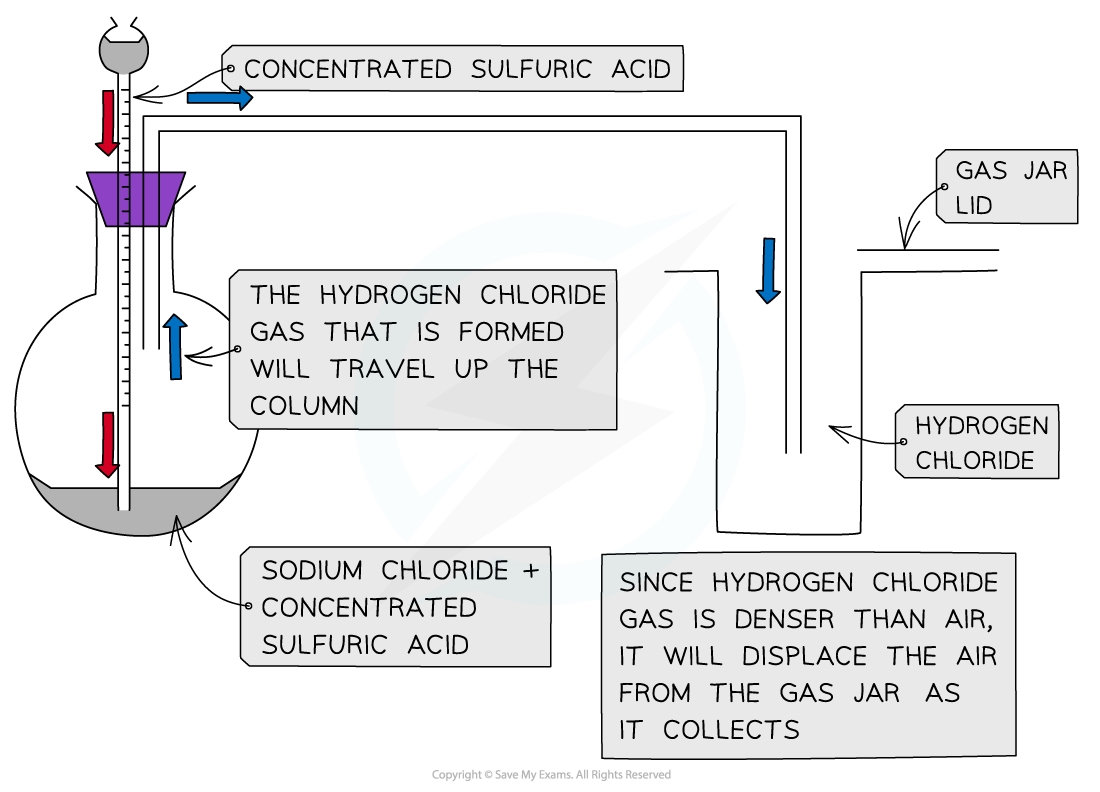 CONCENTRATED SULFURIC ACID
GAS JAR
LID
THE HYDROGEN CHLORIDE
GAS THAT IS FORMED
WILL TRAVEL UP THE
COLUMN
HYDROGEN
CHLORIDE
SODIUM CHLORIDE +
CONCENTRATED
SULFURIC ACID
SINCE HYDROGEN CHLORIDE
GAS IS DENSER THAN AIR,
IT WILL DISPLACE THE AIR
FROM THE GAS JAR AS
IT COLLECTS
Copyright © Save My Exams. All Rights Reserved